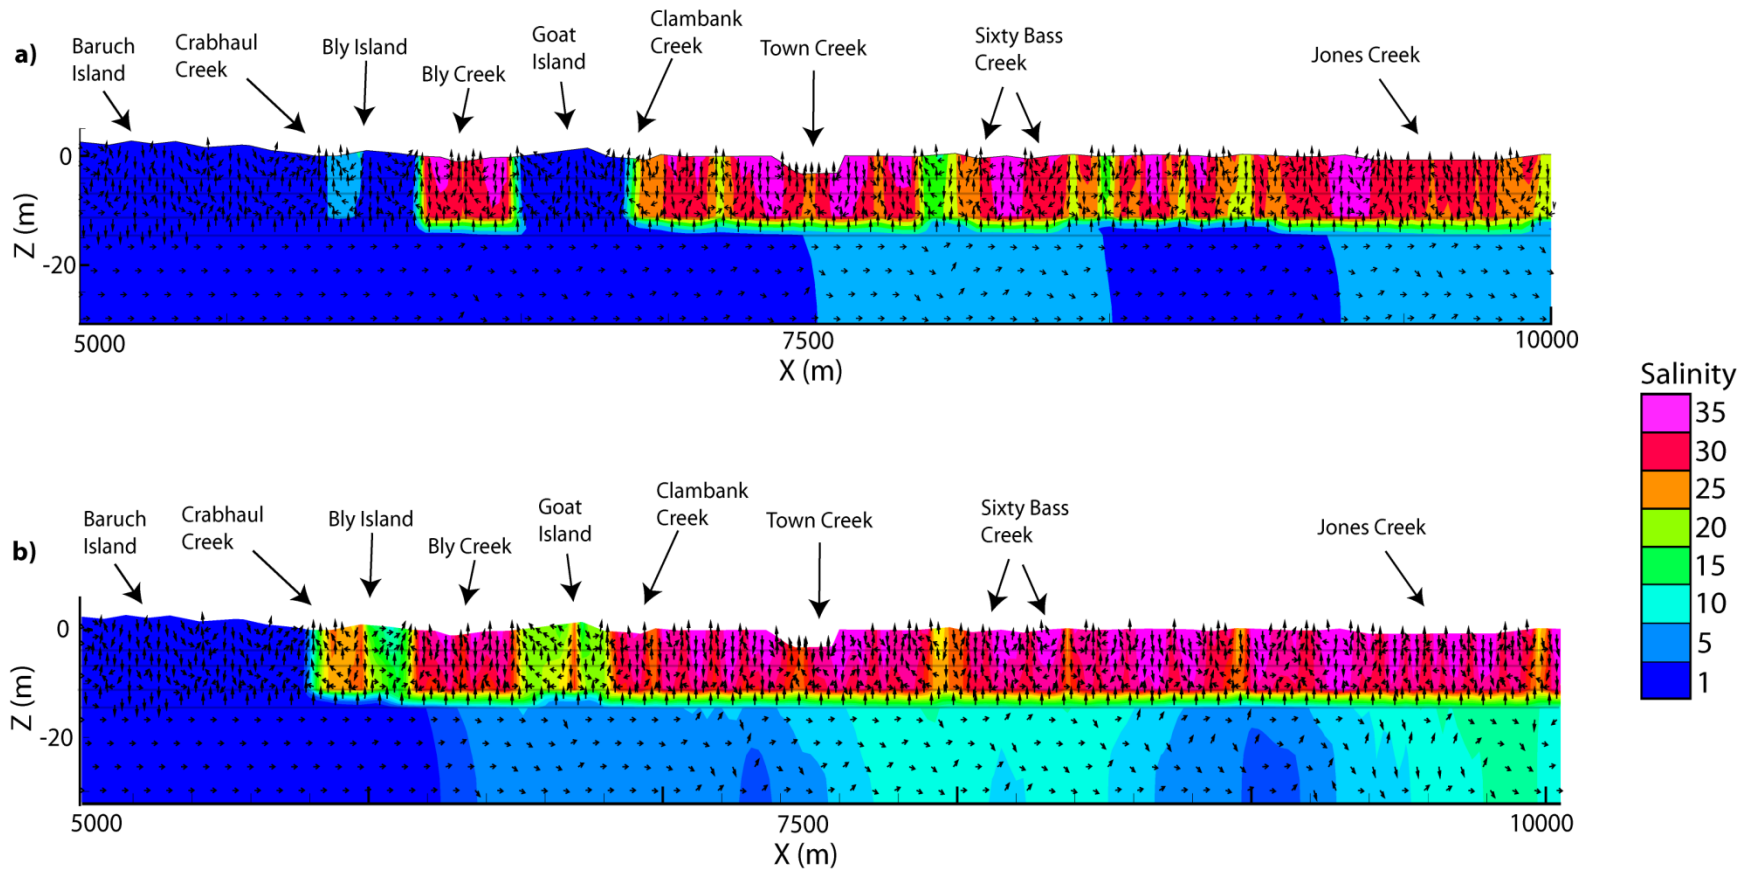 a)
Baruch
Island
Crabhaul
Creek
Bly Island
Bly Creek
Goat
Island
Clambank
Creek
Town Creek
Sixty Bass
Creek
Jones Creek
0
-20
Z (m)
5000
7500
10000
X (m)
Salinity
35
30
25
20
15
10
5
1
b)
Baruch
Island
Crabhaul
Creek
Bly Island
Bly Creek
Goat
Island
Clambank
Creek
Town Creek
Sixty Bass
Creek
Jones Creek
0
-20
Z (m)
5000
7500
10000
X (m)